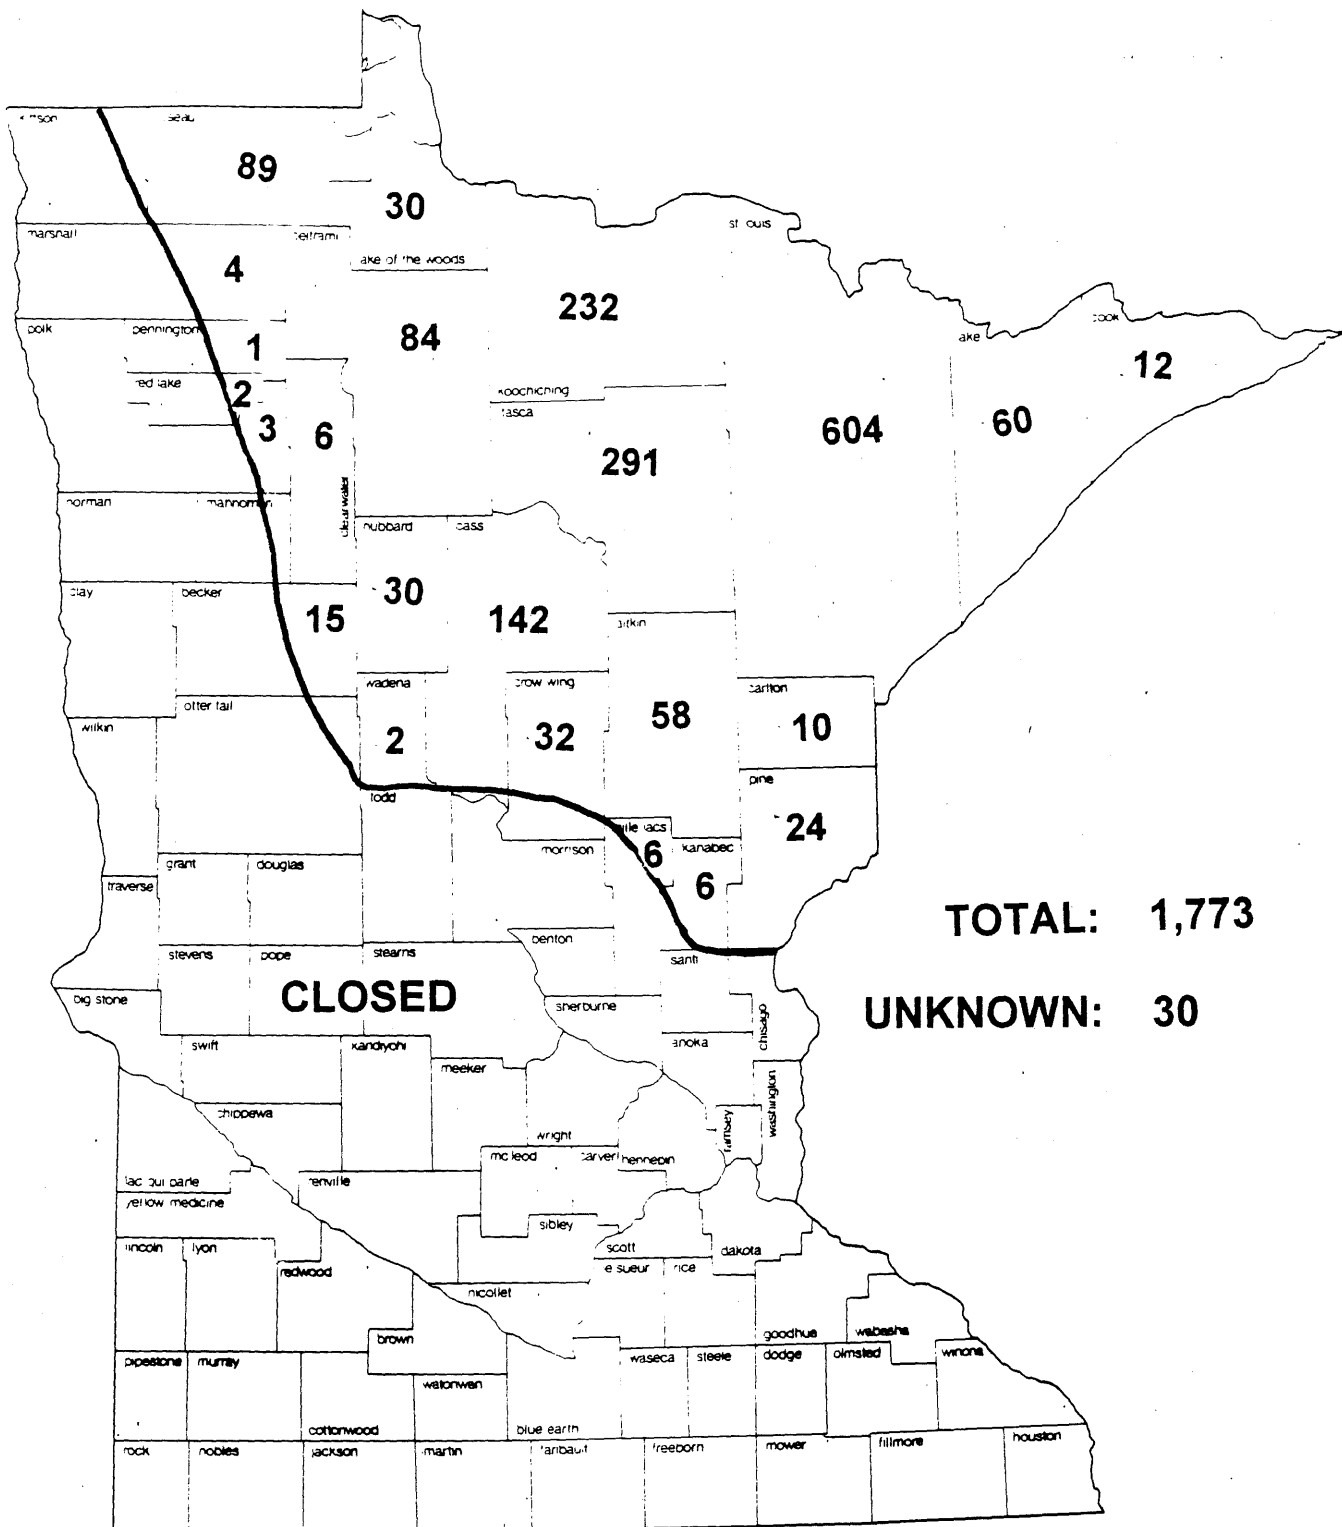 89
30
marshall
st ouis
4
ake of the woods
232
polk
pennington
1
84
ake
cook
12
red lake
2
koochiching
tasca
3
6
604
60
291
norman
mahnomen
clearwater
hubbard
cass
clay
becker
30
15
142
aitkin
wadena
crow wing
carlton
otter tail
wilkin
2
32
58
10
pine
todd
24
mille lacs
morrison
6
kanabec
6
grant
douglas
traverse
TOTAL: 1,773
benton
stevens
pope
stearns
santi
CLOSED
big stone
sherburne
UNKNOWN: 30
chisago
swift
kandiyohi
anoka
meeker
washington
chippewa
ramsey
wright
mc leod
carver
hennepin
lac qui parle
renville
yellow medicine
sibley
lincoln
lyon
scott
dakota
redwood
e sueur
rice
nicollet
brown
goodhue
wabasha
pipestone
murray
waseca
steele
dodge
olmsted
winona
watonwan
cottonwood
blue earth
rock
nobles
jackson
martin
faribault
freeborn
mower
fillmore
houston